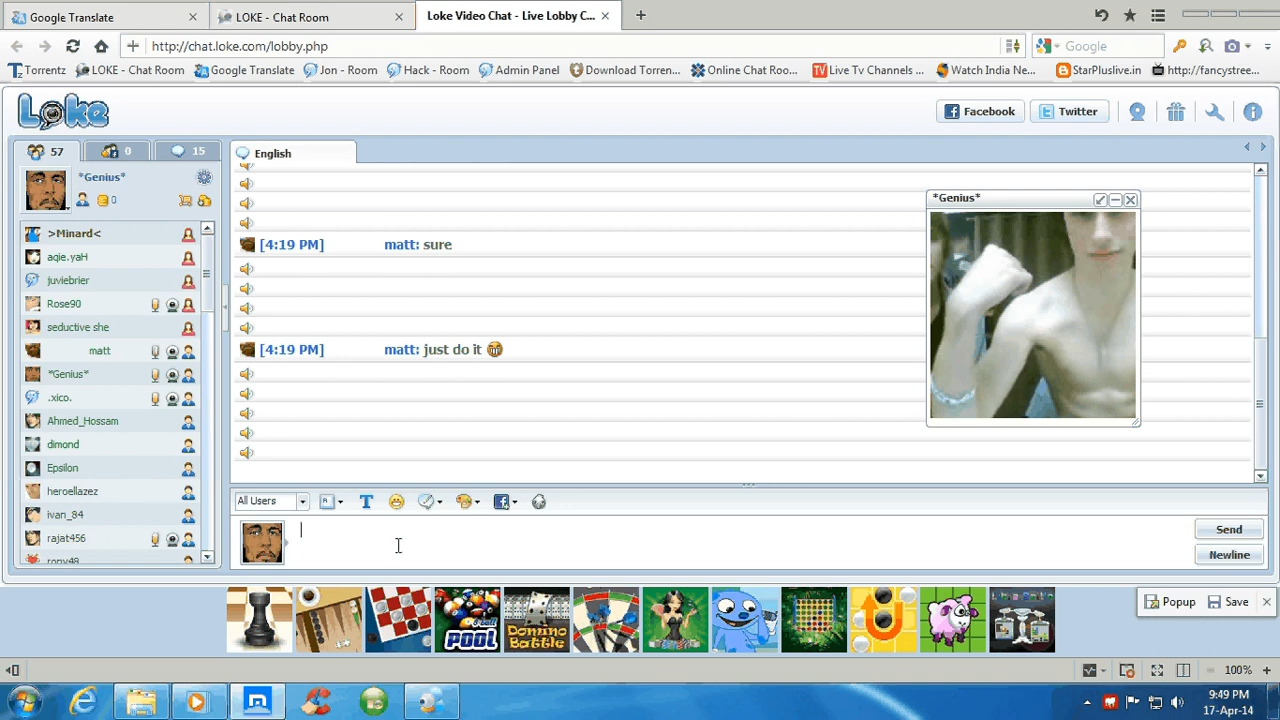 Google Translate
LOKE - Chat Room
Loke Video Chat - Live Lobby C...
http://chat.loke.com/lobby.php
Google
Torrentz
LOKE - Chat Room
Google Translate
Jon - Room
Hack - Room
Admin Panel
Download Torren...
Online Chat Roo...
Live Tv Channels ...
Watch India Ne...
StarPluslive.in
http://fancystree...
Loke
Facebook
Twitter
57
0
15
English
*Genius*
0
>Minard<
aqie.yaH
juviebrier
Rose90
seductive she
matt
*Genius*
.xico.
Ahmed_Hossam
dimond
Epsilon
heroellazez
ivan_84
rajat456
rony48
[4:19 PM] matt: sure
[4:19 PM] matt: just do it
*Genius*
All Users
Send
Newline
8 ball
POOL
Domino
Battle
Popup
Save
100%
9:49 PM
17-Apr-14